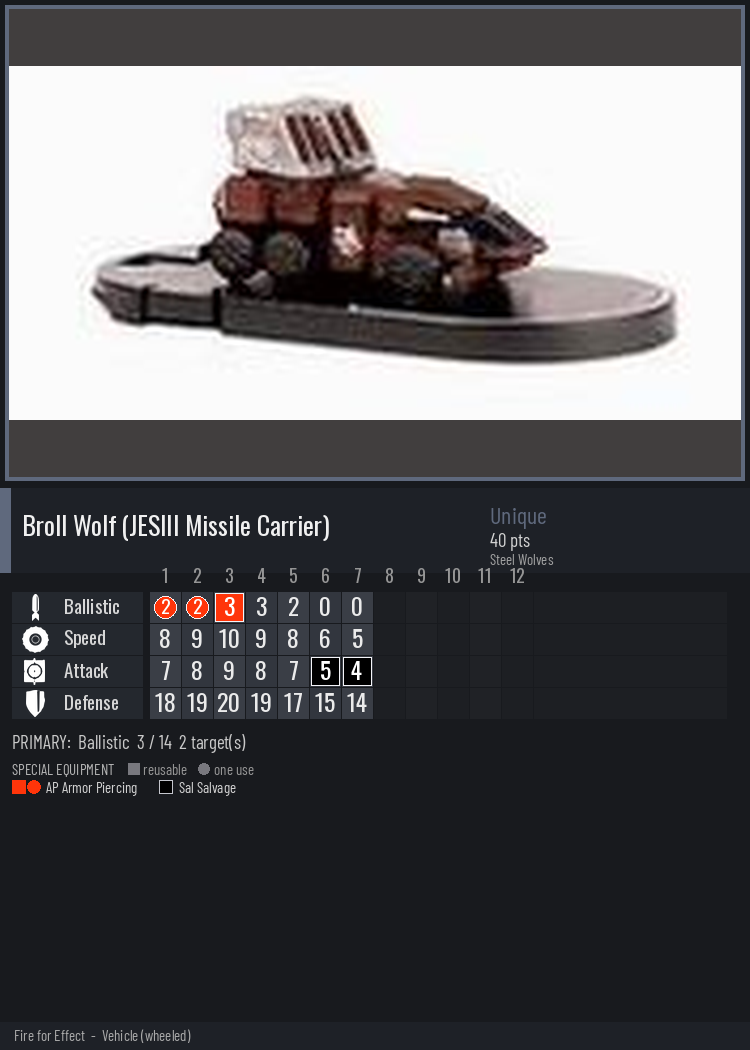 Broll Wolf (JESIII Missile Carrier)
Unique
40 pts
Steel Wolves
1 2 3 4 5 6 7 8 9 10 11 12
Ballistic 2 2 3 3 2 0 0
Speed 8 9 10 9 8 6 5
Attack 7 8 9 8 7 5 4
Defense 18 19 20 19 17 15 14
PRIMARY: Ballistic 3 / 14 2 target(s)
SPECIAL EQUIPMENT reusable one use
AP Armor Piercing Sal Salvage
Fire for Effect - Vehicle (wheeled)